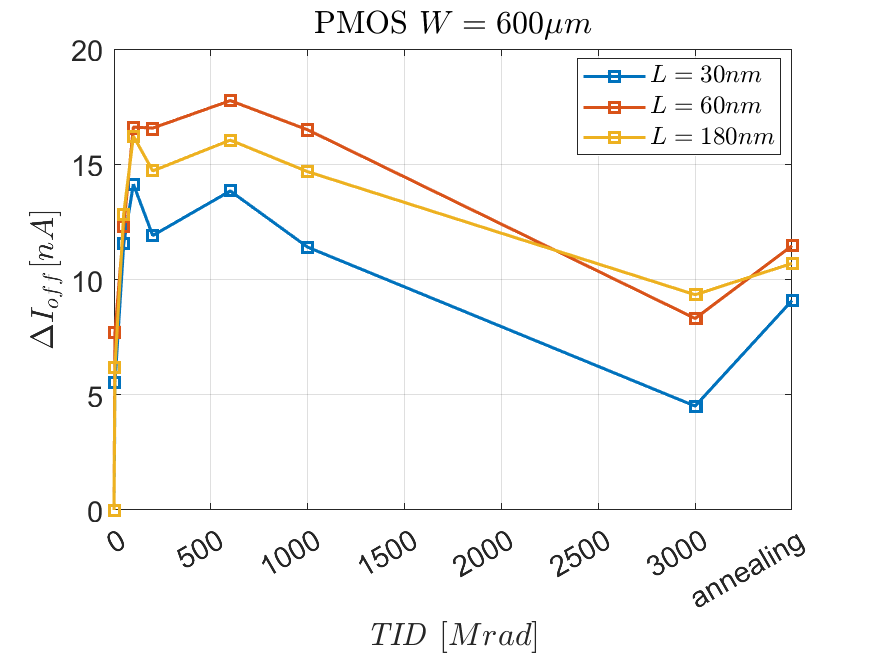 PMOS W = 600μm
20
15
10
5
0
ΔI_off[nA]
L = 30nm
L = 60nm
L = 180nm
0 500 1000 1500 2000 2500 3000 annealing
TID [Mrad]